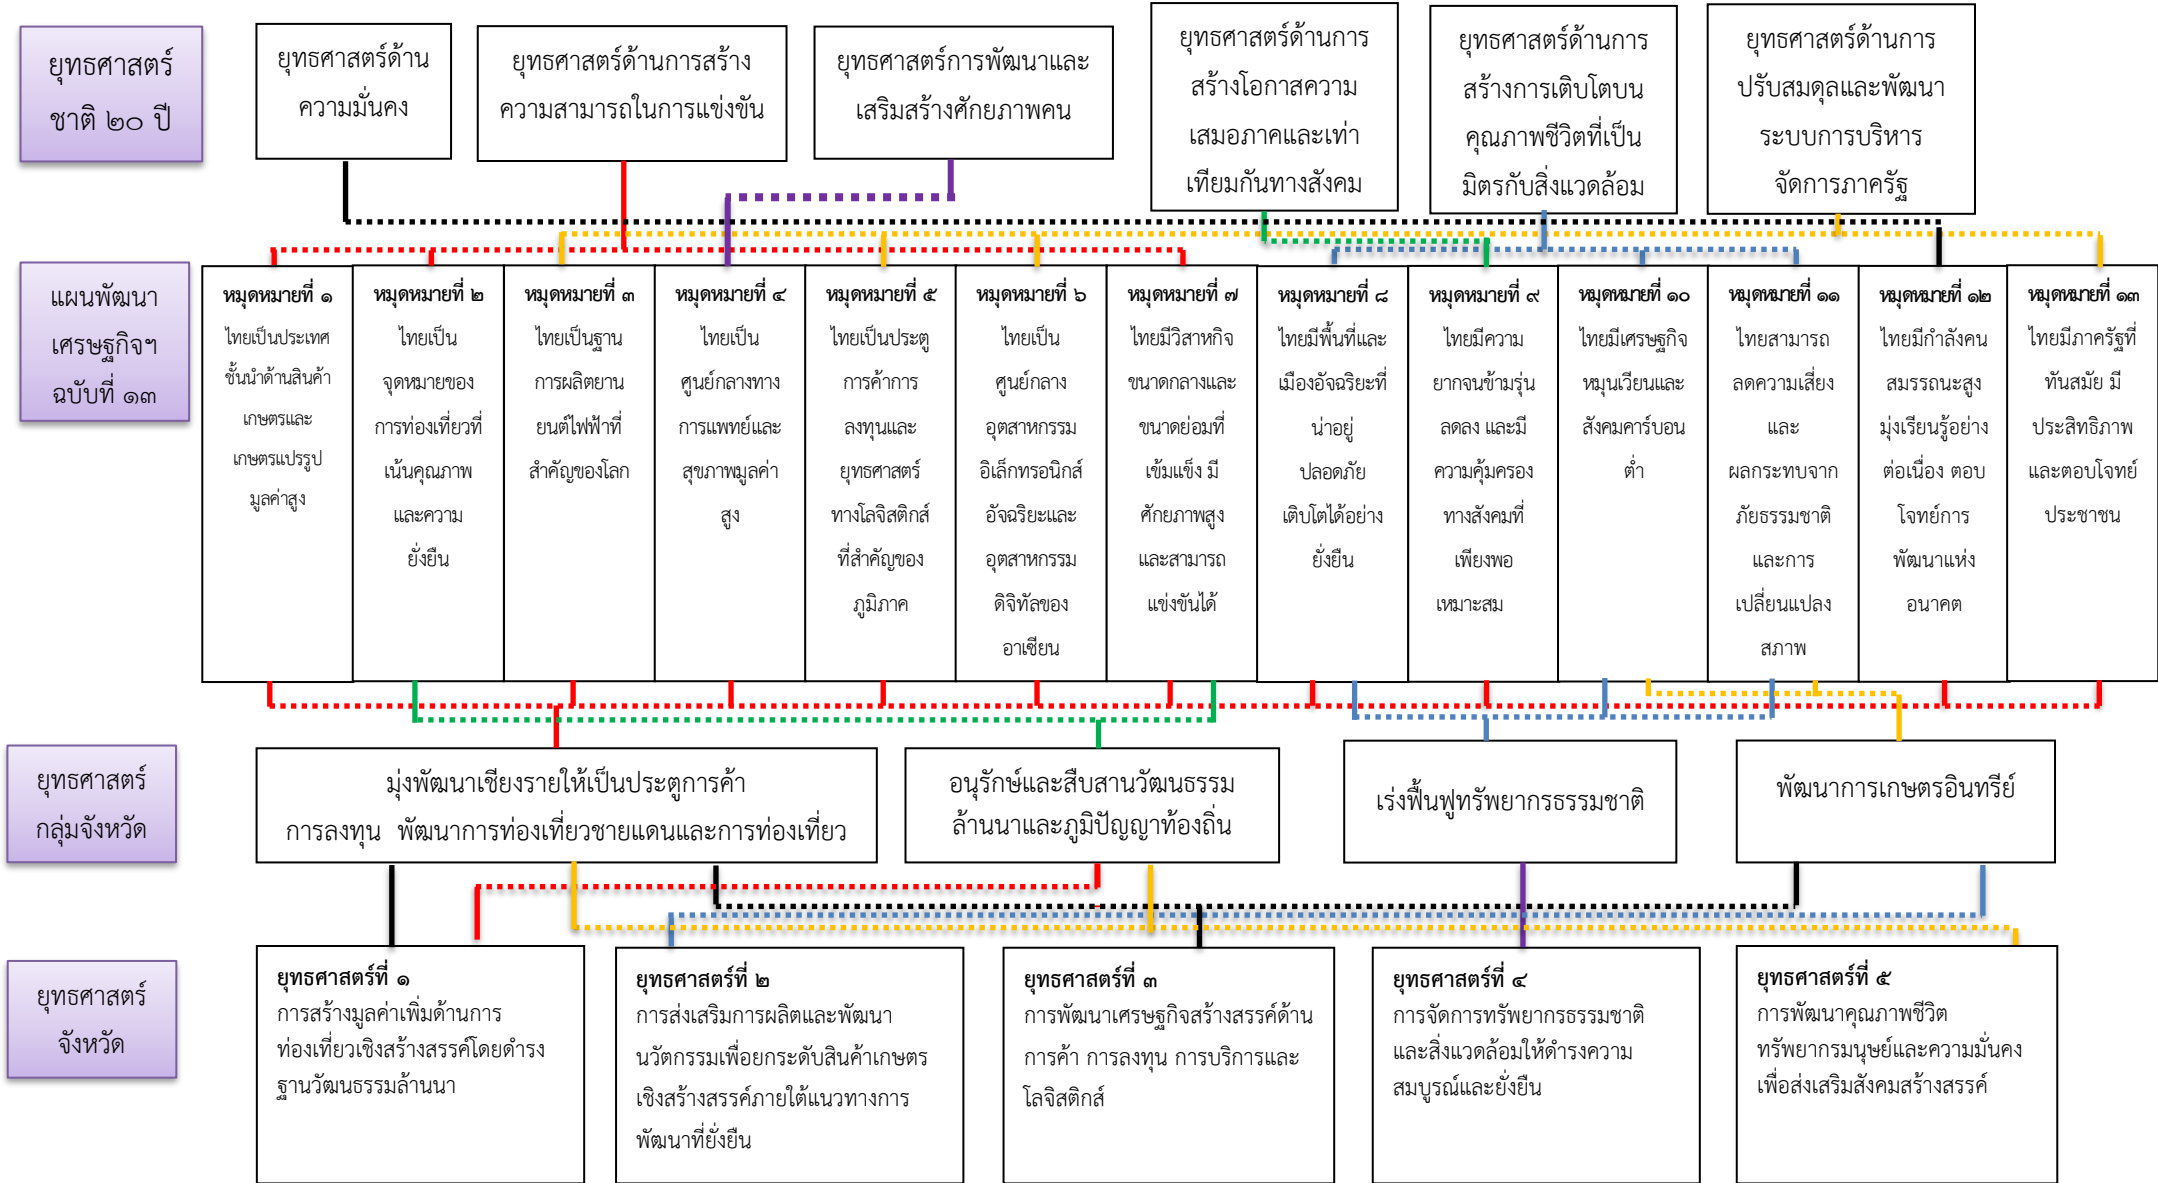 ยุทธศาสตร์
ชาติ ๒๐ ปี
ยุทธศาสตร์ด้าน
ความมั่นคง
ยุทธศาสตร์ด้านการสร้าง
ความสามารถในการแข่งขัน
ยุทธศาสตร์การพัฒนาและ
เสริมสร้างศักยภาพคน
ยุทธศาสตร์ด้านการ
สร้างโอกาสความ
เสมอภาคและเท่า
เทียมกันทางสังคม
ยุทธศาสตร์ด้านการ
สร้างการเติบโตบน
คุณภาพชีวิตที่เป็น
มิตรกับสิ่งแวดล้อม
ยุทธศาสตร์ด้านการ
ปรับสมดุลและพัฒนา
ระบบการบริหาร
จัดการภาครัฐ
แผนพัฒนา
เศรษฐกิจฯ
ฉบับที่ ๑๓
หมุดหมายที่ ๑
ไทยเป็นประเทศ
ชั้นนำด้านสินค้า
เกษตรและ
เกษตรแปรรูป
มูลค่าสูง
หมุดหมายที่ ๒
ไทยเป็น
จุดหมายของ
การท่องเที่ยวที่
เน้นคุณภาพ
และความ
ยั่งยืน
หมุดหมายที่ ๓
ไทยเป็นฐาน
การผลิตยาน
ยนต์ไฟฟ้าที่
สำคัญของโลก
หมุดหมายที่ ๔
ไทยเป็น
ศูนย์กลางทาง
การแพทย์และ
สุขภาพมูลค่า
สูง
หมุดหมายที่ ๕
ไทยเป็นประตู
การค้าการ
ลงทุนและ
ยุทธศาสตร์
ทางโลจิสติกส์
ที่สำคัญของ
ภูมิภาค
หมุดหมายที่ ๖
ไทยเป็น
ศูนย์กลาง
อุตสาหกรรม
อิเล็กทรอนิกส์
อัจฉริยะและ
อุตสาหกรรม
ดิจิทัลของ
อาเซียน
หมุดหมายที่ ๗
ไทยมีวิสาหกิจ
ขนาดกลางและ
ขนาดย่อมที่
เข้มแข็ง มี
ศักยภาพสูง
และสามารถ
แข่งขันได้
หมุดหมายที่ ๘
ไทยมีพื้นที่และ
เมืองอัจฉริยะที่
น่าอยู่
ปลอดภัย
เติบโตได้อย่าง
ยั่งยืน
หมุดหมายที่ ๙
ไทยมีความ
ยากจนข้ามรุ่น
ลดลง และมี
ความคุ้มครอง
ทางสังคมที่
เพียงพอ
เหมาะสม
หมุดหมายที่ ๑๐
ไทยมีเศรษฐกิจ
หมุนเวียนและ
สังคมคาร์บอน
ต่ำ
หมุดหมายที่ ๑๑
ไทยสามารถ
ลดความเสี่ยง
และ
ผลกระทบจาก
ภัยธรรมชาติ
และการ
เปลี่ยนแปลง
สภาพ
หมุดหมายที่ ๑๒
ไทยมีกำลังคน
สมรรถนะสูง
มุ่งเรียนรู้อย่าง
ต่อเนื่อง ตอบ
โจทย์การ
พัฒนาแห่ง
อนาคต
หมุดหมายที่ ๑๓
ไทยมีภาครัฐที่
ทันสมัย มี
ประสิทธิภาพ
และตอบโจทย์
ประชาชน
ยุทธศาสตร์
กลุ่มจังหวัด
มุ่งพัฒนาเชียงรายให้เป็นประตูการค้า
การลงทุน พัฒนาการท่องเที่ยวชายแดนและการท่องเที่ยว
อนุรักษ์และสืบสานวัฒนธรรม
ล้านนาและภูมิปัญญาท้องถิ่น
เร่งฟื้นฟูทรัพยากรธรรมชาติ
พัฒนาการเกษตรอินทรีย์
ยุทธศาสตร์
จังหวัด
ยุทธศาสตร์ที่ ๑
การสร้างมูลค่าเพิ่มด้านการ
ท่องเที่ยวเชิงสร้างสรรค์โดยดำรง
ฐานวัฒนธรรมล้านนา
ยุทธศาสตร์ที่ ๒
การส่งเสริมการผลิตและพัฒนา
นวัตกรรมเพื่อยกระดับสินค้าเกษตร
เชิงสร้างสรรค์ภายใต้แนวทางการ
พัฒนาที่ยั่งยืน
ยุทธศาสตร์ที่ ๓
การพัฒนาเศรษฐกิจสร้างสรรค์ด้าน
การค้า การลงทุน การบริการและ
โลจิสติกส์
ยุทธศาสตร์ที่ ๔
การจัดการทรัพยากรธรรมชาติ
และสิ่งแวดล้อมให้ดำรงความ
สมบูรณ์และยั่งยืน
ยุทธศาสตร์ที่ ๕
การพัฒนาคุณภาพชีวิต
ทรัพยากรมนุษย์และความมั่นคง
เพื่อส่งเสริมสังคมสร้างสรรค์